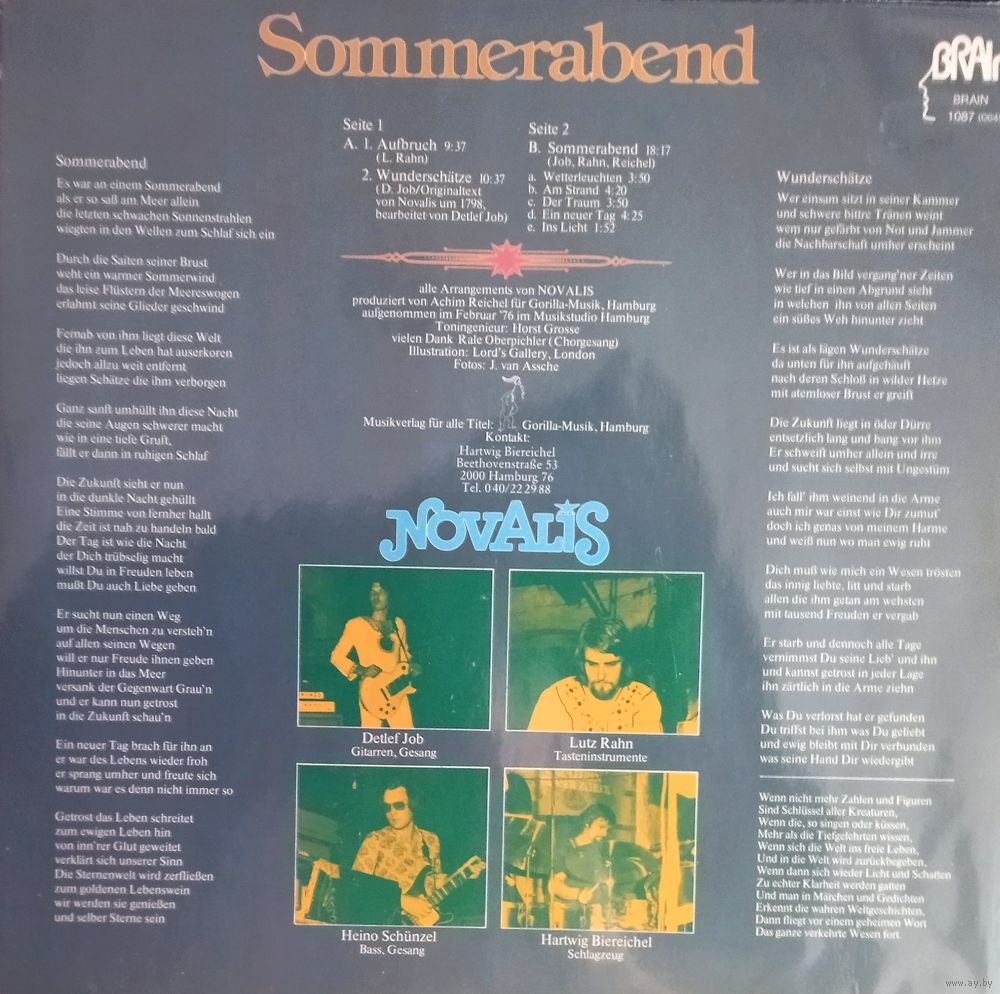 Sommerabend
BRAIN
BRAIN
1087
Seite 1
A. 1. Aufbruch 9:37
(L. Rahn)
2. Wunderschätze 10:37
(D. Job/Originaltext
von Novalis um 1798,
bearbeitet von Detlef Job)
Seite 2
B. Sommerabend 18:17
(Job, Rahn, Reichel)
a. Wetterleuchten 3:50
b. Am Strand 4:20
c. Der Traum 3:50
d. Ein neuer Tag 4:25
e. Ins Licht 1:52
Sommerabend
Es war an einem Sommerabend
als er so saß am Meer allein
die letzten schwachen Sonnenstrahlen
wiegten in den Wellen zum Schlaf sich ein
Durch die Saiten seiner Brust
weht ein warmer Sommerwind
das leise Flüstern der Meereswogen
erlahmt seine Glieder geschwind
Fernab von ihm liegt diese Welt
die ihn zum Leben hat auserkoren
jedoch allzu weit entfernt
liegen Schätze die ihm verborgen
Ganz sanft umhüllt ihn diese Nacht
die seine Augen schwerer macht
wie in eine tiefe Gruft,
fällt er dann in ruhigen Schlaf
Die Zukunft sieht er nun
in die dunkle Nacht gehüllt
Eine Stimme von fernher hallt
die Zeit ist nah zu handeln bald
Der Tag ist wie die Nacht
der Dich trübselig macht
willst Du in Freuden leben
mußt Du auch Liebe geben
Er sucht nun einen Weg
um die Menschen zu versteh'n
auf allen seinen Wegen
will er nur Freude ihnen geben
Hinunter in das Meer
versank der Gegenwart Grau'n
und er kann nun getrost
in die Zukunft schau'n
Ein neuer Tag brach für ihn an
er war des Lebens wieder froh
er sprang umher und freute sich
warum war es denn nicht immer so
Getrost das Leben schreitet
zum ewigen Leben hin
von inn'rer Glut geweitet
verklärt sich unserer Sinn
Die Sternenwelt wird zerfließen
zum goldenen Lebenswein
wir werden sie genießen
und selber Sterne sein
alle Arrangements von NOVALIS
produziert von Achim Reichel für Gorilla-Musik, Hamburg
aufgenommen im Februar '76 im Musikstudio Hamburg
Toningenieur: Horst Grosse
vielen Dank Rale Oberpichler (Chorgesang)
Illustration: Lord's Gallery, London
Fotos: J. van Assche
Musikverlag für alle Titel: Gorilla-Musik, Hamburg
Kontakt:
Hartwig Biereichel
Beethovenstraße 53
2000 Hamburg 76
Tel. 040/22 29 88
NOVALIS
Detlef Job
Gitarren, Gesang
Lutz Rahn
Tasteninstrumente
Heino Schünzel
Bass, Gesang
Hartwig Biereichel
Schlagzeug
Wunderschätze
Wer einsam sitzt in seiner Kammer
und schwere bittre Tränen weint
wem nur gefärbt von Not und Jammer
die Nachbarschaft umher erscheint
Wer in das Bild vergang'ner Zeiten
wie tief in einen Abgrund sieht
in welchen ihn von allen Seiten
ein süßes Weh hinunter zieht
Es ist als lägen Wunderschätze
da unten für ihn aufgehäuft
nach deren Schloß in wilder Hetze
mit atemloser Brust er greift
Die Zukunft liegt in öder Dürre
entsetzlich lang und bang vor ihm
Er schweift umher allein und irre
und sucht sich selbst mit Ungestüm
Ich fall' ihm weinend in die Arme
auch mir war einst wie Dir zumut'
doch ich genas von meinem Harme
und weiß nun wo man ewig ruht
Dich muß wie mich ein Wesen trösten
das innig liebte, litt und starb
allen die ihm getan am wehsten
mit tausend Freuden er vergab
Er starb und dennoch alle Tage
vernimmst Du seine Lieb' und ihn
und kannst getrost in jeder Lage
ihn zärtlich in die Arme ziehn
Was Du verlorst hat er gefunden
Du triffst bei ihm was Du geliebt
und ewig bleibt mit Dir verbunden
was seine Hand Dir wiedergibt
Wenn nicht mehr Zahlen und Figuren
Sind Schlüssel aller Kreaturen,
Wenn die, so singen oder küssen,
Mehr als die Tiefgelehrten wissen,
Wenn sich die Welt ins freie Leben,
Und in die Welt wird zurückbegeben,
Wenn dann sich wieder Licht und Schatten
Zu echter Klarheit werden gatten
Und man in Märchen und Gedichten
Erkennt die wahren Weltgeschichten,
Dann fliegt vor einem geheimen Wort
Das ganze verkehrte Wesen fort.
www.ay.by